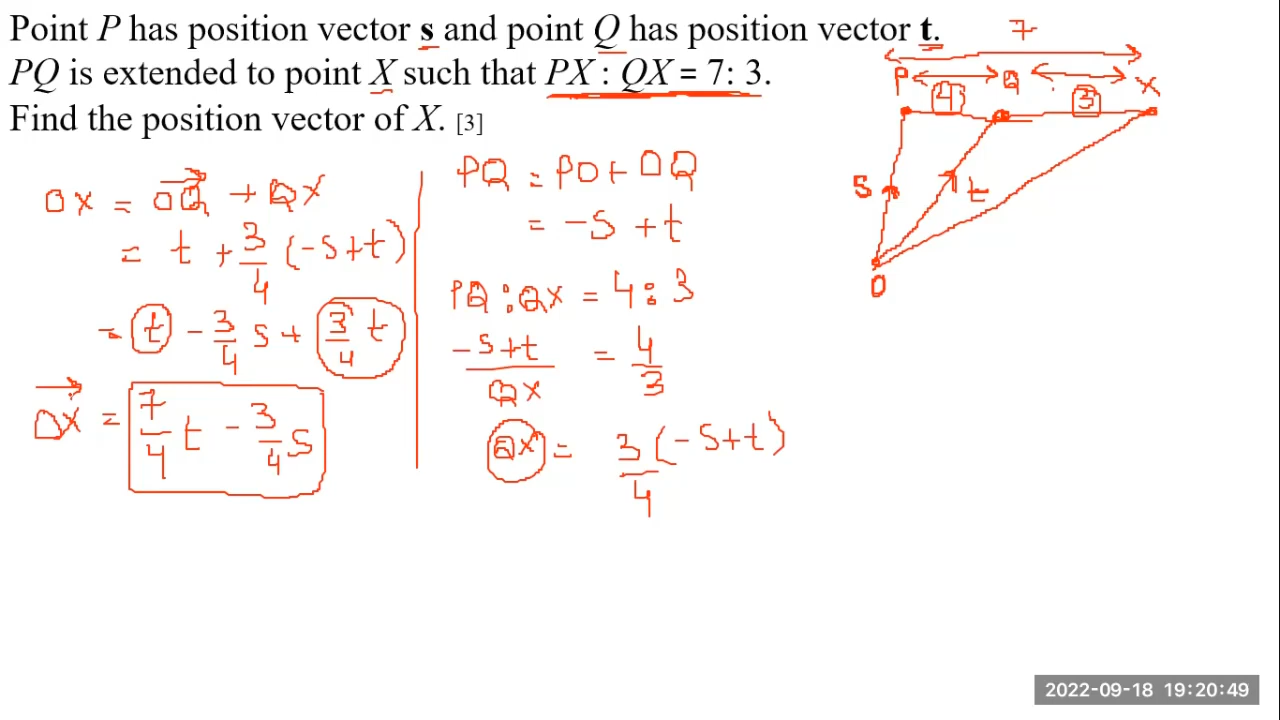 Point P has position vector s and point Q has position vector t.
PQ is extended to point X such that PX : QX = 7: 3.
Find the position vector of X. [3]
OX = OQ + QX
= t + 3/4 (-s+t)
= t - 3/4 s + 3/4 t
OX = 7/4 t - 3/4 s
PQ = PO + OQ
= -s + t
PQ : QX = 4 : 3
-s+t / QX = 4/3
QX = 3/4 (-s+t)
7
P Q X
4 3
s t
O
2022-09-18 19:20:49